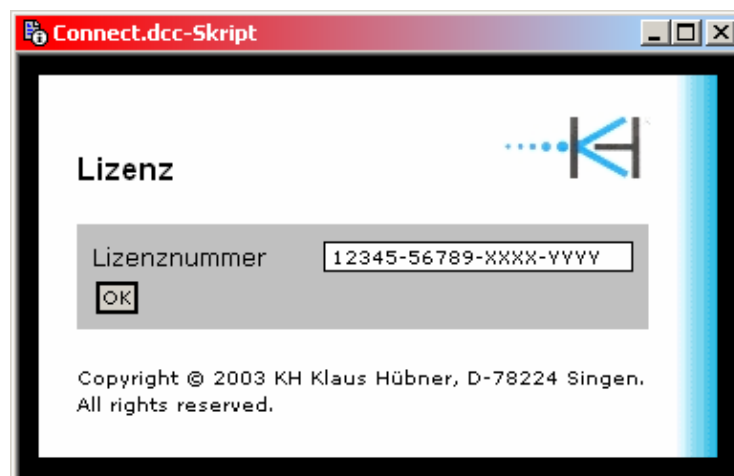 Connect.dcc-Skript
KH
Lizenz
Lizenznummer 12345-56789-XXXX-YYYY
OK
Copyright © 2003 KH Klaus Hübner, D-78224 Singen.
All rights reserved.